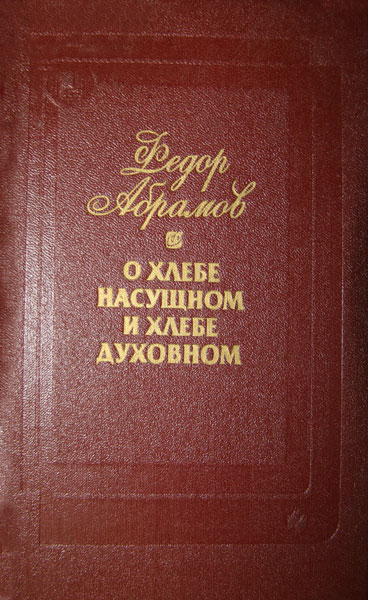 Федор
Абрамов
О ХЛЕБЕ
НАСУЩНОМ
И ХЛЕБЕ
ДУХОВНОМ